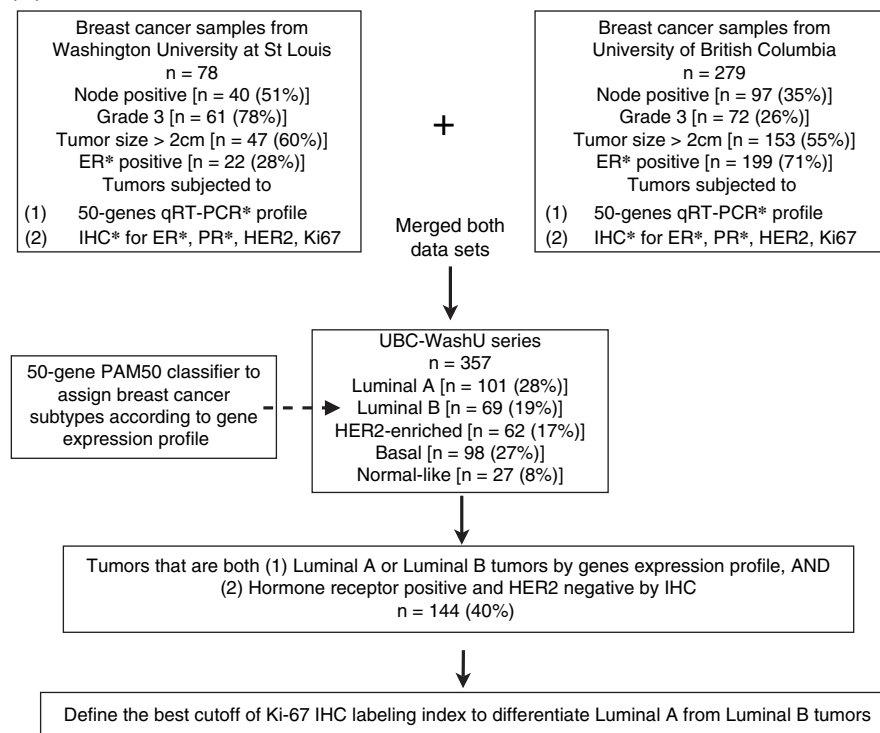 Breast cancer samples from
Washington University at St Louis
n = 78
Node positive [n = 40 (51%)]
Grade 3 [n = 61 (78%)]
Tumor size > 2cm [n = 47 (60%)]
ER* positive [n = 22 (28%)]
Tumors subjected to
(1) 50-genes qRT-PCR* profile
(2) IHC* for ER*, PR*, HER2, Ki67
+
Breast cancer samples from
University of British Columbia
n = 279
Node positive [n = 97 (35%)]
Grade 3 [n = 72 (26%)]
Tumor size > 2cm [n = 153 (55%)]
ER* positive [n = 199 (71%)]
Tumors subjected to
(1) 50-genes qRT-PCR* profile
(2) IHC* for ER*, PR*, HER2, Ki67
Merged both
data sets
50-gene PAM50 classifier to
assign breast cancer
subtypes according to gene
expression profile
UBC-WashU series
n = 357
Luminal A [n = 101 (28%)]
Luminal B [n = 69 (19%)]
HER2-enriched [n = 62 (17%)]
Basal [n = 98 (27%)]
Normal-like [n = 27 (8%)]
Tumors that are both (1) Luminal A or Luminal B tumors by genes expression profile, AND
(2) Hormone receptor positive and HER2 negative by IHC
n = 144 (40%)
Define the best cutoff of Ki-67 IHC labeling index to differentiate Luminal A from Luminal B tumors